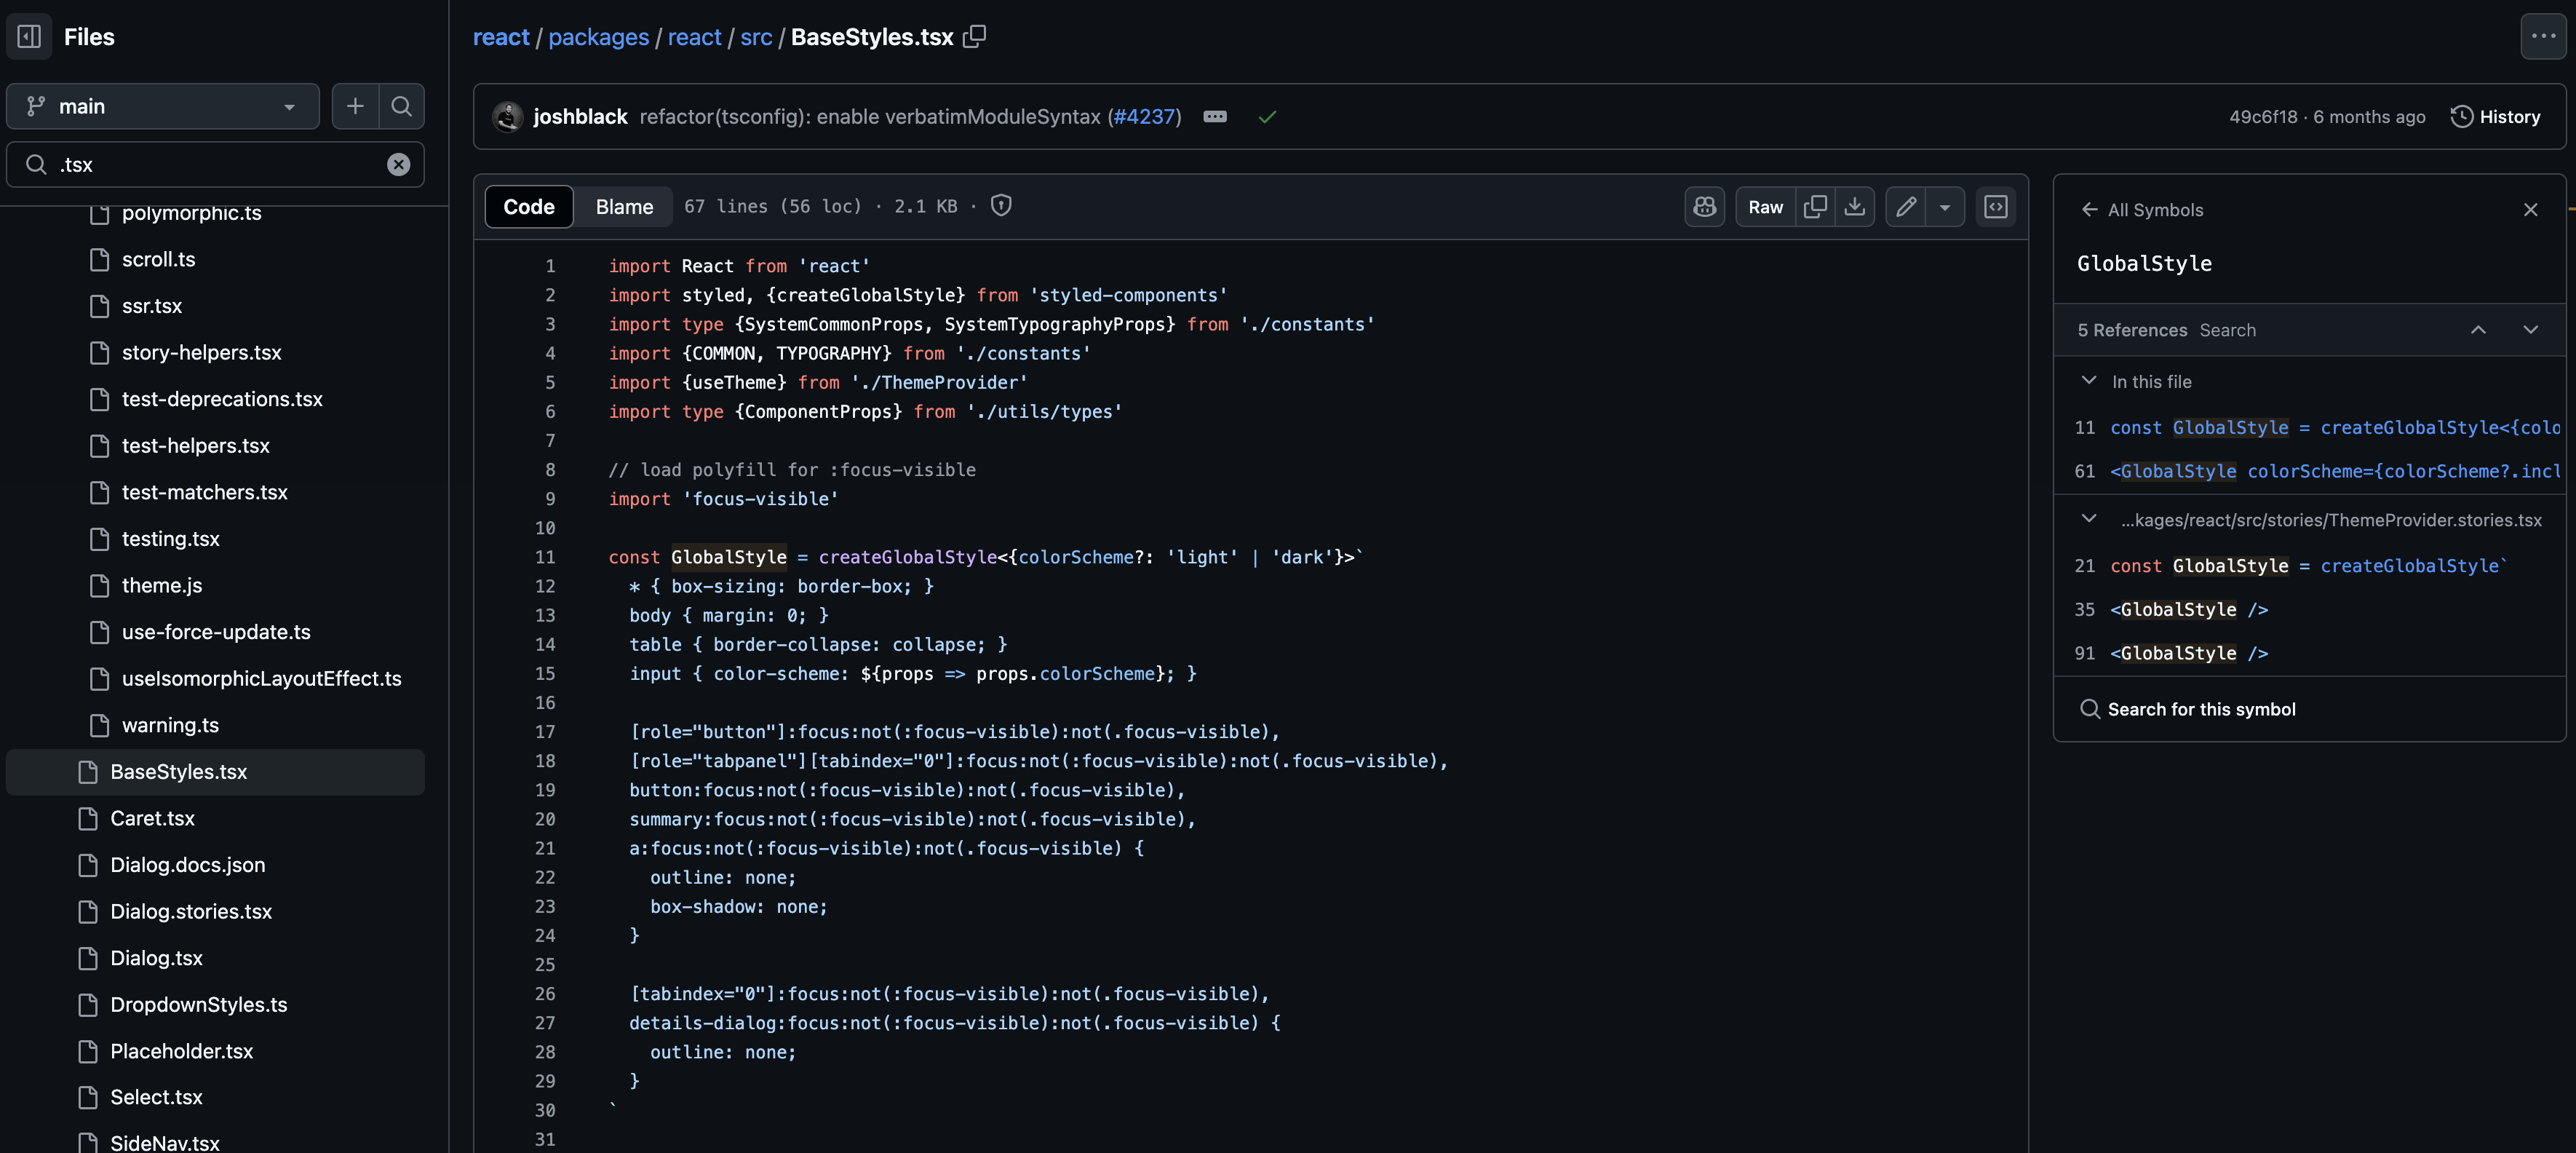 Files
main
.tsx
polymorphic.ts
scroll.ts
ssr.tsx
story-helpers.tsx
test-deprecations.tsx
test-helpers.tsx
test-matchers.tsx
testing.tsx
theme.js
use-force-update.ts
useIsomorphicLayoutEffect.ts
warning.ts
BaseStyles.tsx
Caret.tsx
Dialog.docs.json
Dialog.stories.tsx
Dialog.tsx
DropdownStyles.ts
Placeholder.tsx
Select.tsx
SideNav.tsx
react / packages / react / src / BaseStyles.tsx
joshblack refactor(tsconfig): enable verbatimModuleSyntax (#4237)
49c6f18 · 6 months ago History
Code Blame 67 lines (56 loc) · 2.1 KB ·
Raw
1 import React from 'react'
2 import styled, {createGlobalStyle} from 'styled-components'
3 import type {SystemCommonProps, SystemTypographyProps} from './constants'
4 import {COMMON, TYPOGRAPHY} from './constants'
5 import {useTheme} from './ThemeProvider'
6 import type {ComponentProps} from './utils/types'
7
8 // load polyfill for :focus-visible
9 import 'focus-visible'
10
11 const GlobalStyle = createGlobalStyle<{colorScheme?: 'light' | 'dark'}>`
12 * { box-sizing: border-box; }
13 body { margin: 0; }
14 table { border-collapse: collapse; }
15 input { color-scheme: ${props => props.colorScheme}; }
16
17 [role="button"]:focus:not(:focus-visible):not(.focus-visible),
18 [role="tabpanel"][tabindex="0"]:focus:not(:focus-visible):not(.focus-visible),
19 button:focus:not(:focus-visible):not(.focus-visible),
20 summary:focus:not(:focus-visible):not(.focus-visible),
21 a:focus:not(:focus-visible):not(.focus-visible) {
22 outline: none;
23 box-shadow: none;
24 }
25
26 [tabindex="0"]:focus:not(:focus-visible):not(.focus-visible),
27 details-dialog:focus:not(:focus-visible):not(.focus-visible) {
28 outline: none;
29 }
30 `
31
All Symbols
GlobalStyle
5 References Search
In this file
11 const GlobalStyle = createGlobalStyle<{colo
61 <GlobalStyle colorScheme={colorScheme?.incl
...kages/react/src/stories/ThemeProvider.stories.tsx
21 const GlobalStyle = createGlobalStyle`
35 <GlobalStyle />
91 <GlobalStyle />
Search for this symbol